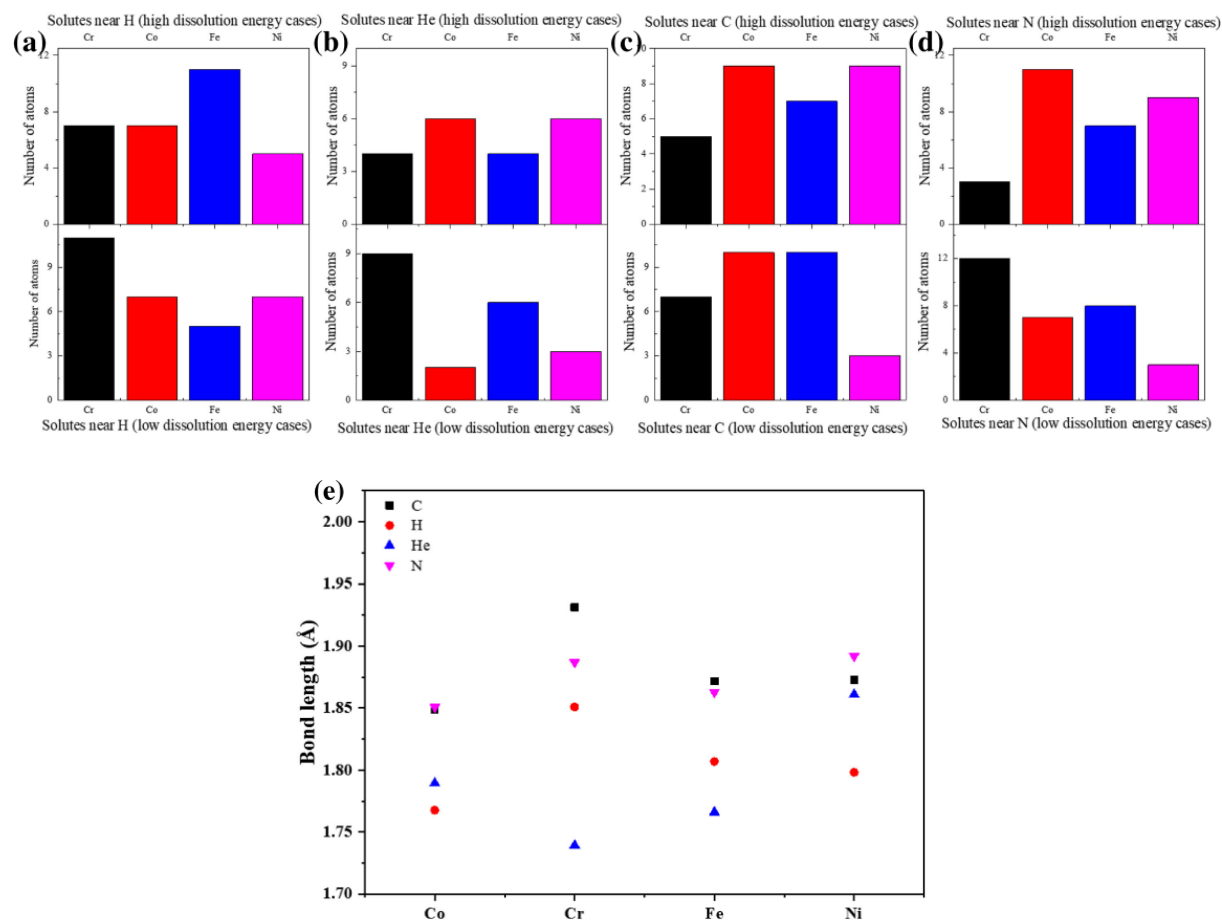 Solutes near H (high dissolution energy cases)
Solutes near He (high dissolution energy cases)
Solutes near C (high dissolution energy cases)
Solutes near N (high dissolution energy cases)
(a) Cr Co Fe Ni
(b) Cr Co Fe Ni
(c) Cr Co Fe Ni
(d) Cr Co Fe Ni
Number of atoms
12
8
4
0
Number of atoms
9
6
3
0
Number of atoms
10
8
6
4
2
0
Number of atoms
12
8
4
0
Number of atoms
9
6
3
0
Number of atoms
9
6
3
0
Number of atoms
9
6
3
0
Number of atoms
12
8
4
0
Cr Co Fe Ni
Cr Co Fe Ni
Cr Co Fe Ni
Cr Co Fe Ni
Solutes near H (low dissolution energy cases)
Solutes near He (low dissolution energy cases)
Solutes near C (low dissolution energy cases)
Solutes near N (low dissolution energy cases)
(e)
C
H
He
N
Bond length (Å)
2.00
1.95
1.90
1.85
1.80
1.75
1.70
Co Cr Fe Ni